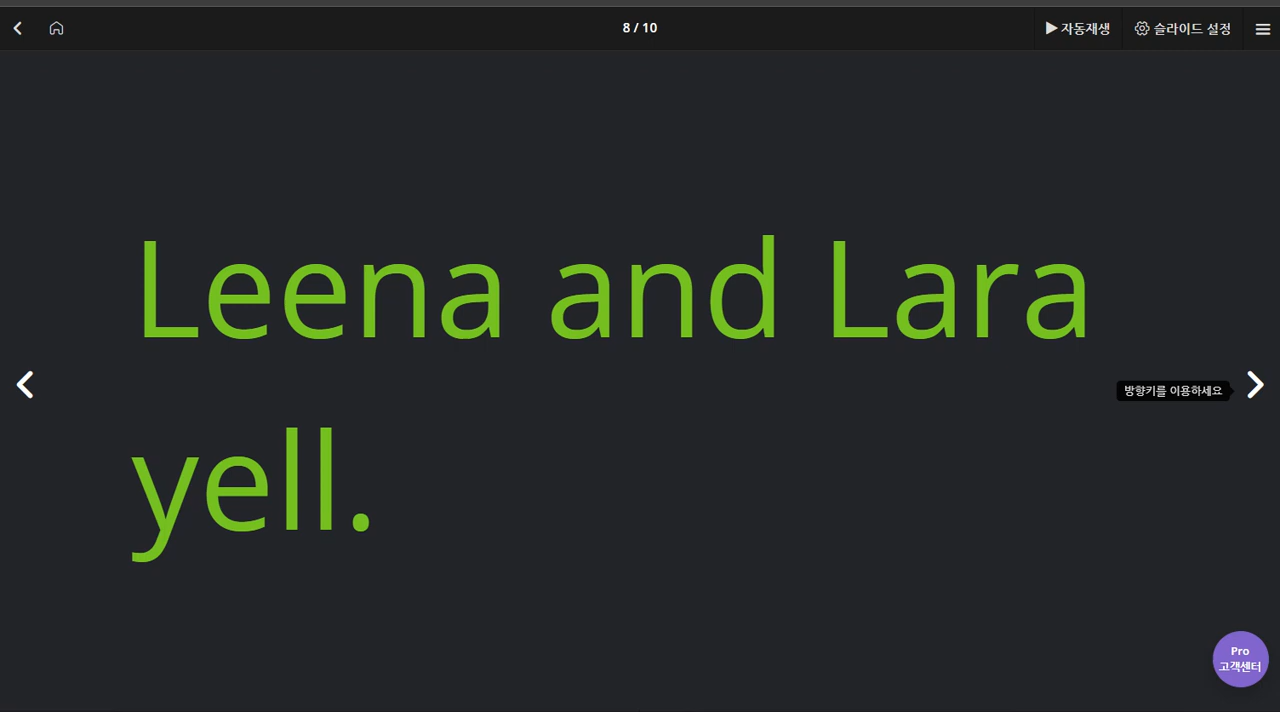 8 / 10
자동재생
슬라이드 설정
Leena and Lara
yell.
방향키를 이용하세요
Pro
고객센터